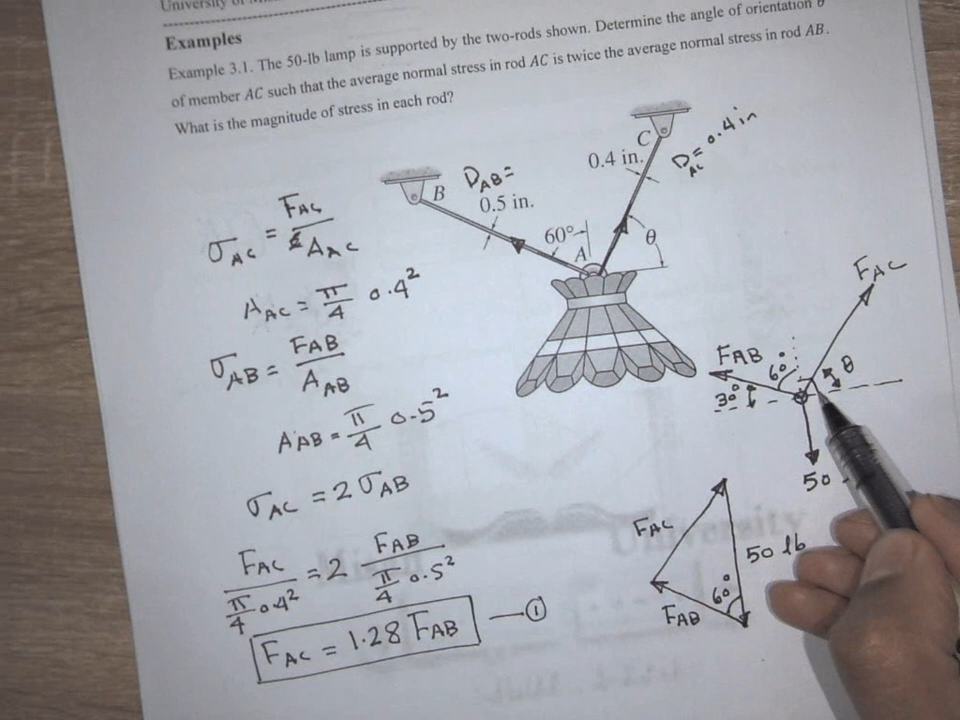 University of
Examples
Example 3.1. The 50-lb lamp is supported by the two-rods shown. Determine the angle of orientation θ
of member AC such that the average normal stress in rod AC is twice the average normal stress in rod AB.
What is the magnitude of stress in each rod?
C
0.4 in.
D_AC = 0.4 in
B
D_AB =
0.5 in.
60°
A
θ
σ_AC = F_AC / A_AC
A_AC = π/4 0.4²
σ_AB = F_AB / A_AB
A_AB = π/4 0.5²
σ_AC = 2 σ_AB
F_AC / (π/4 0.4²) = 2 F_AB / (π/4 0.5²)
F_AC = 1.28 F_AB — ①
F_AC
F_AB
60°
θ
30°
50
F_AC
50 lb
60°
F_AB
University